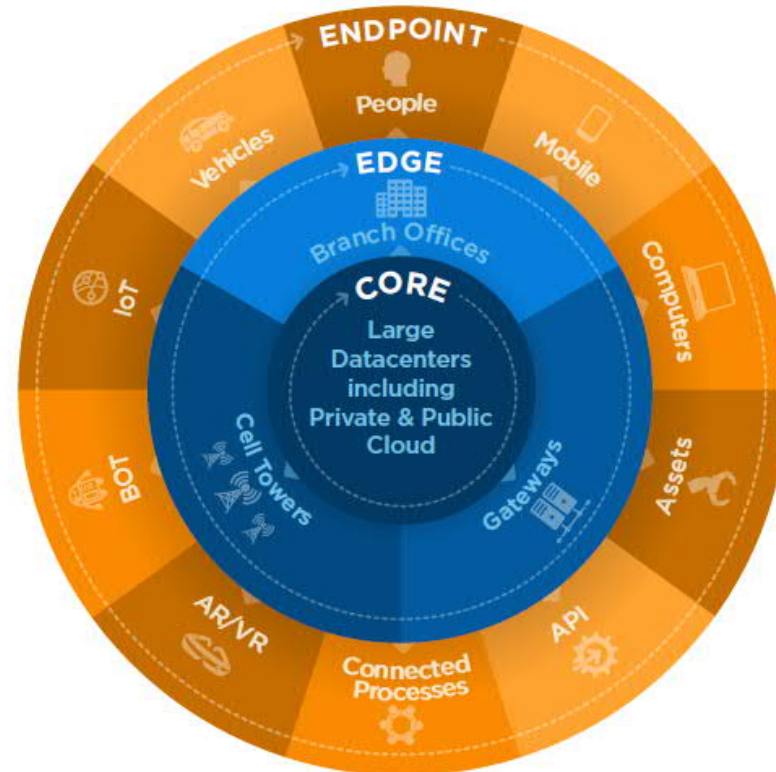 ENDPOINT
People
Mobile
Computers
Assets
API
Connected
Processes
AR/VR
BOT
IoT
Vehicles
EDGE
Branch Offices
Gateways
Cell Towers
CORE
Large
Datacenters
including
Private & Public
Cloud